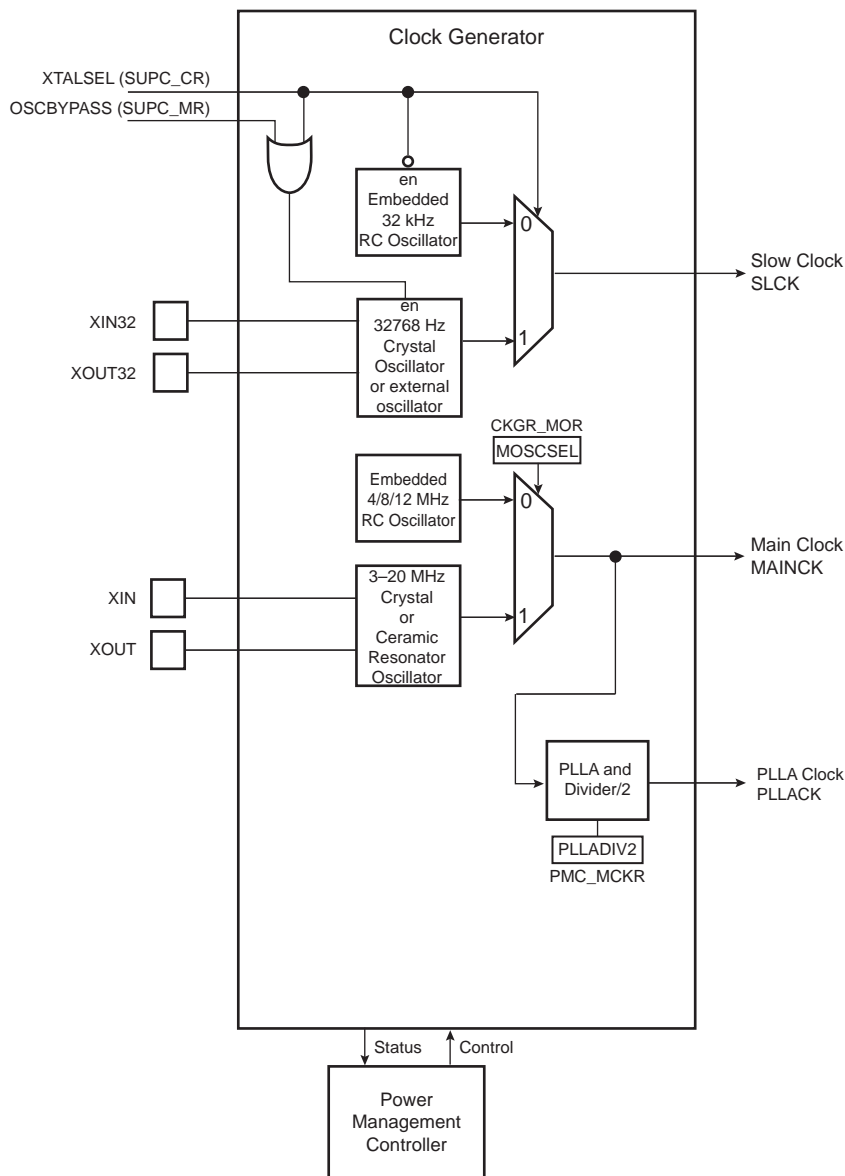 Clock Generator
XTALSEL (SUPC_CR)
OSCBYPASS (SUPC_MR)
en
Embedded
32 kHz
RC Oscillator
0
Slow Clock
SLCK
XIN32
XOUT32
en
32768 Hz
Crystal
Oscillator
or external
oscillator
1
CKGR_MOR
MOSCSEL
Embedded
4/8/12 MHz
RC Oscillator
0
Main Clock
MAINCK
XIN
XOUT
3–20 MHz
Crystal
or
Ceramic
Resonator
Oscillator
1
PLLA and
Divider/2
PLLA Clock
PLLACK
PLLADIV2
PMC_MCKR
Status
Control
Power
Management
Controller